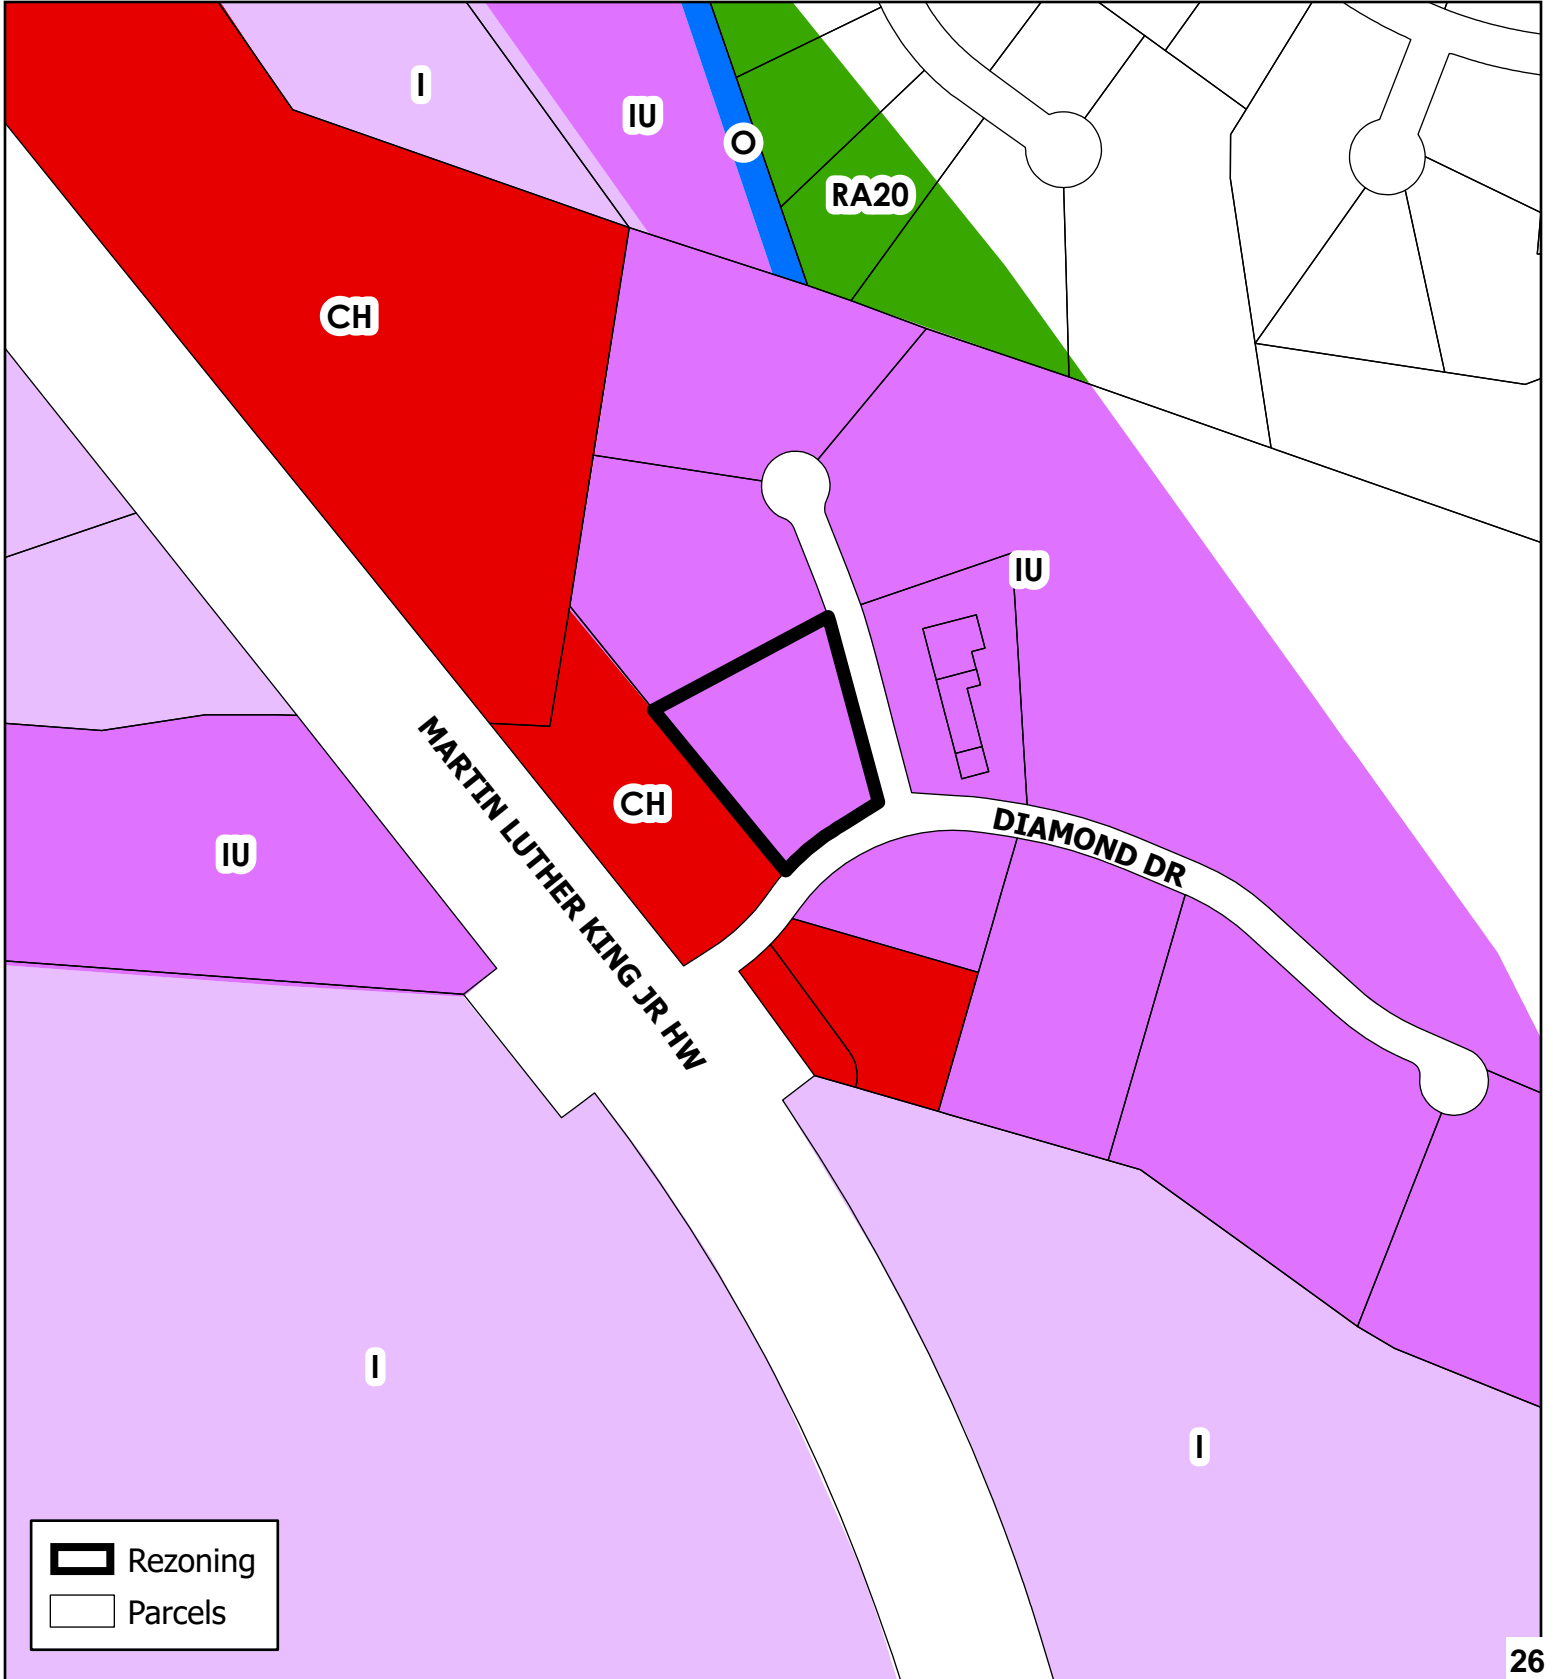 I
IU
O
RA20
CH
IU
CH
MARTIN LUTHER KING JR HW
DIAMOND DR
IU
I
I
Rezoning
Parcels
26